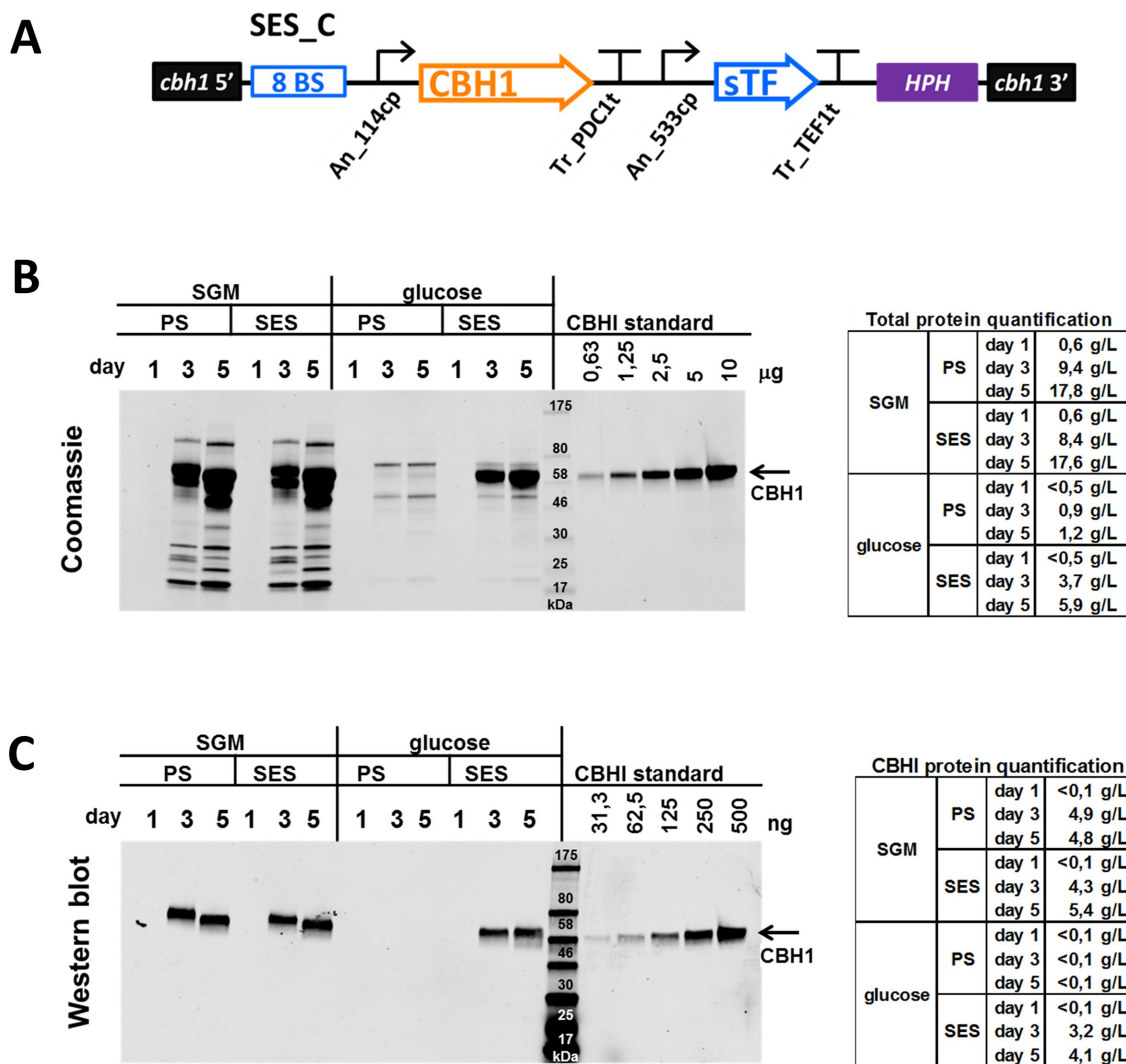 A
SES_C
cbh1 5’
8 BS
CBH1
sTF
HPH
cbh1 3’
An_114cp
Tr_PDC1t
An_533cp
Tr_TEF1t
B
SGM glucose
PS SES PS SES CBHI standard
day 1 3 5 1 3 5 1 3 5 1 3 5 0,63 1,25 2,5 5 10 µg
Coomassie
175
80
58
46
30
25
17
kDa
CBH1
Total protein quantification
SGM PS day 1 0,6 g/L
day 3 9,4 g/L
day 5 17,8 g/L
SES day 1 0,6 g/L
day 3 8,4 g/L
day 5 17,6 g/L
glucose PS day 1 <0,5 g/L
day 3 0,9 g/L
day 5 1,2 g/L
SES day 1 <0,5 g/L
day 3 3,7 g/L
day 5 5,9 g/L
C
SGM glucose
PS SES PS SES CBHI standard
day 1 3 5 1 3 5 1 3 5 1 3 5 31,3 62,5 125 250 500 ng
Western blot
175
80
58
46
30
25
17
kDa
CBH1
CBHI protein quantification
SGM PS day 1 <0,1 g/L
day 3 4,9 g/L
day 5 4,8 g/L
SES day 1 <0,1 g/L
day 3 4,3 g/L
day 5 5,4 g/L
glucose PS day 1 <0,1 g/L
day 3 <0,1 g/L
day 5 <0,1 g/L
SES day 1 <0,1 g/L
day 3 3,2 g/L
day 5 4,1 g/L